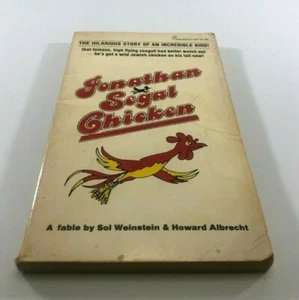 THE HILARIOUS STORY OF AN INCREDIBLE BIRD!
that famous, high flying seagull had better watch out
he's got a wild Jewish chicken on his tail now!
Jonathan
Segal
Chicken
A fable by Sol Weinstein & Howard Albrecht